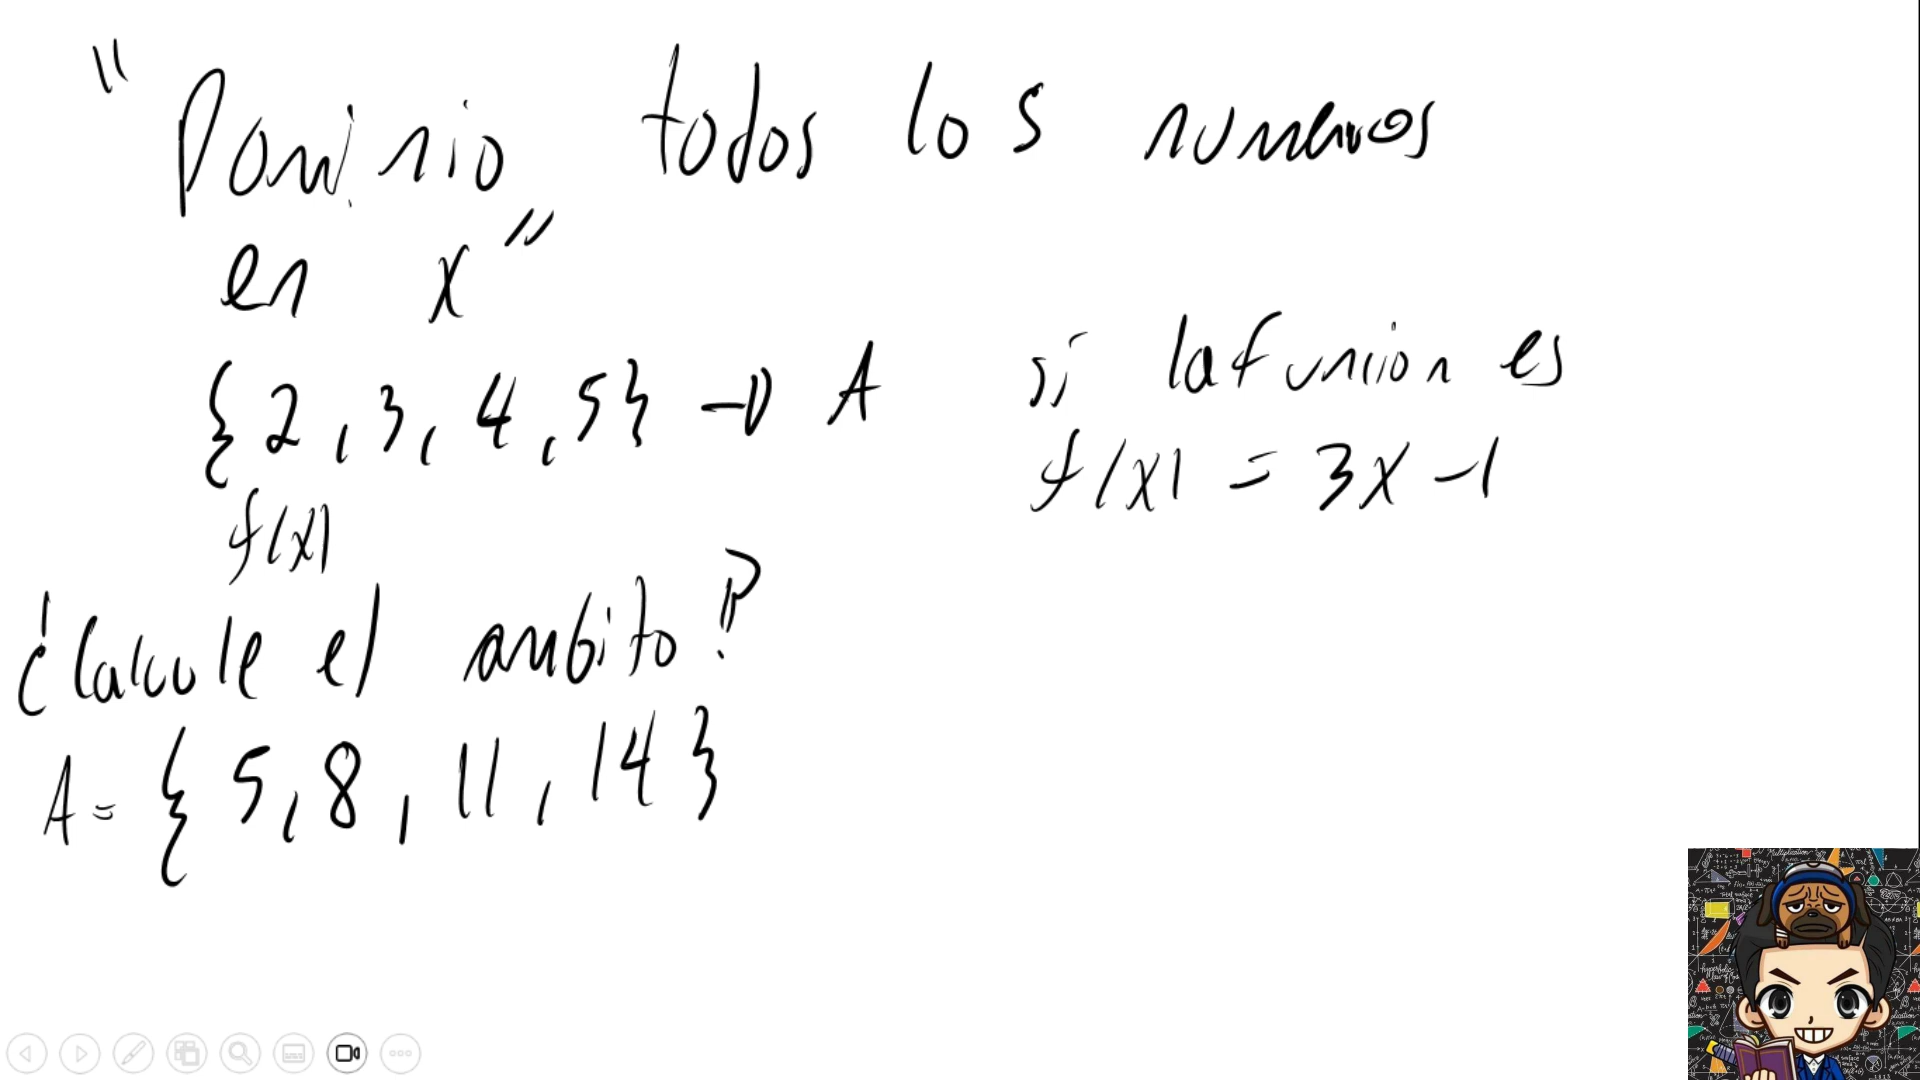 "Dominio todos los numeros
en x"
{2, 3, 4, 5} → A
f(x)
si la función es
f(x) = 3x - 1
¿Calcule el ambito?
A = {5, 8, 11, 14}